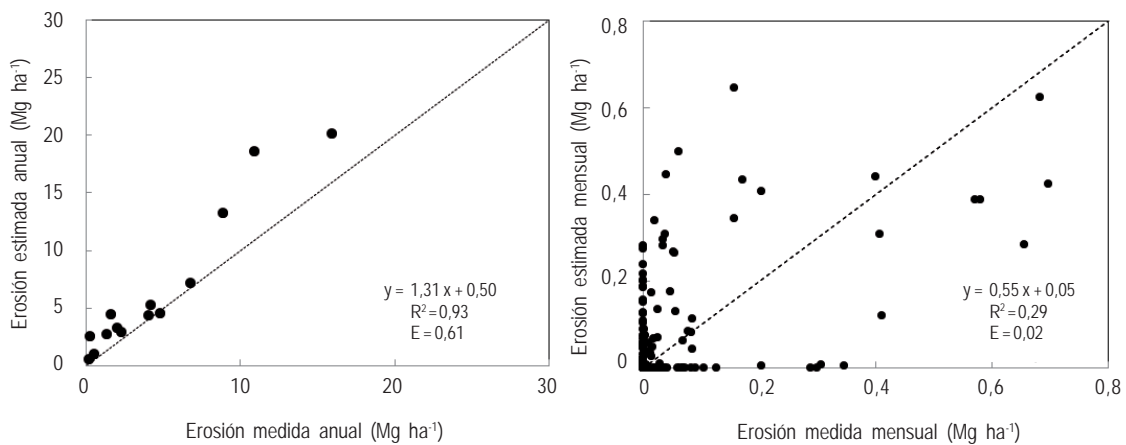 Erosión estimada anual (Mg ha⁻¹)
30
25
20
15
10
5
0
y = 1,31 x + 0,50
R² = 0,93
E = 0,61
0 10 20 30
Erosión medida anual (Mg ha⁻¹)
Erosión estimada mensual (Mg ha⁻¹)
0,8
0,6
0,4
0,2
0
y = 0,55 x + 0,05
R² = 0,29
E = 0,02
0 0,2 0,4 0,6 0,8
Erosión medida mensual (Mg ha⁻¹)